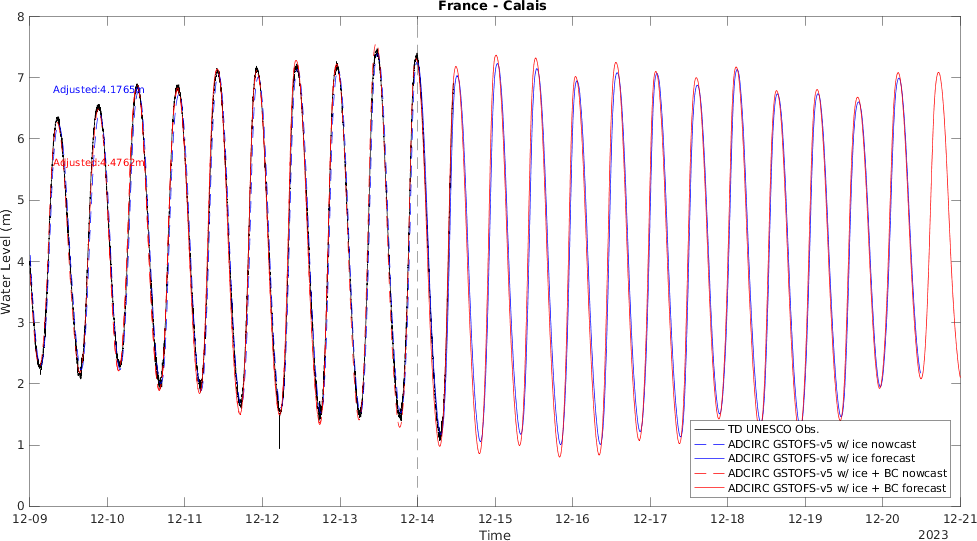 France - Calais
8
7
6
5
4
3
2
1
0
Water Level (m)
Adjusted:4.1765m
Adjusted:4.4762m
TD UNESCO Obs.
ADCIRC GSTOFS-v5 w/ ice nowcast
ADCIRC GSTOFS-v5 w/ ice forecast
ADCIRC GSTOFS-v5 w/ ice + BC nowcast
ADCIRC GSTOFS-v5 w/ ice + BC forecast
12-09 12-10 12-11 12-12 12-13 12-14 12-15 12-16 12-17 12-18 12-19 12-20 12-21
Time
2023